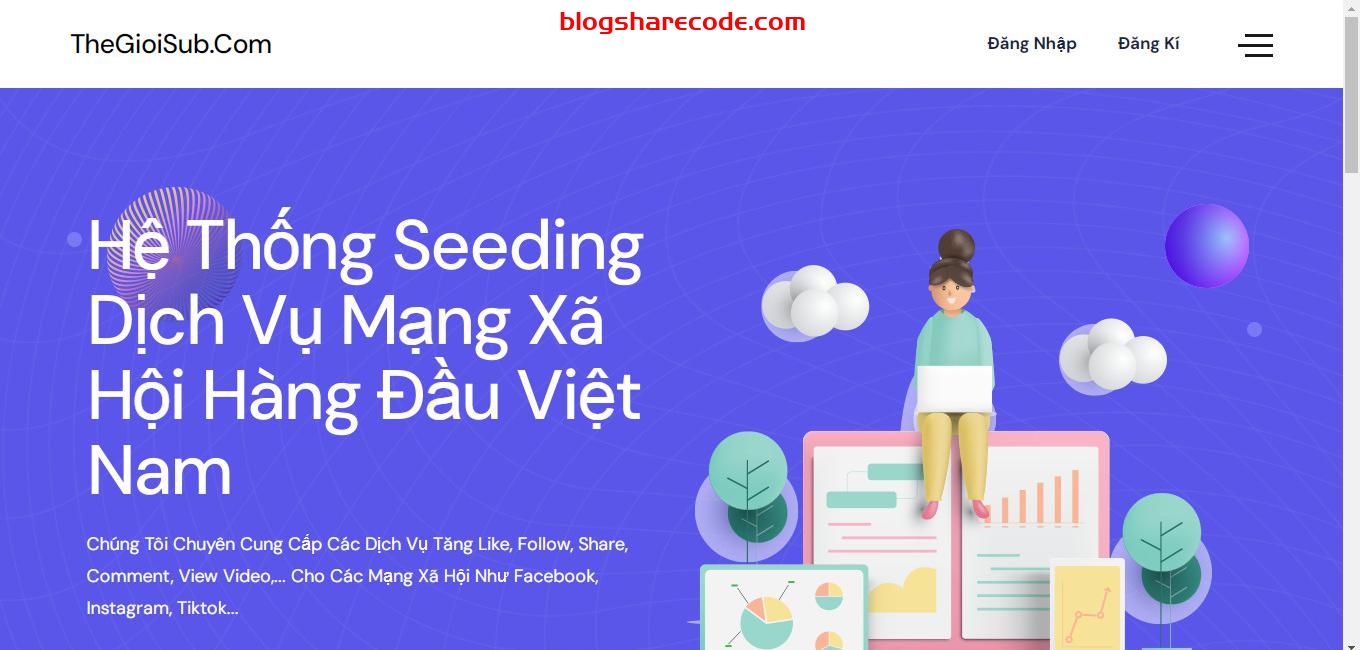 blogsharecode.com
TheGioiSub.Com
Đăng Nhập
Đăng Kí
Hệ Thống Seeding
Dịch Vụ Mạng Xã
Hội Hàng Đầu Việt
Nam
Chúng Tôi Chuyên Cung Cấp Các Dịch Vụ Tăng Like, Follow, Share,
Comment, View Video,... Cho Các Mạng Xã Hội Như Facebook,
Instagram, Tiktok...